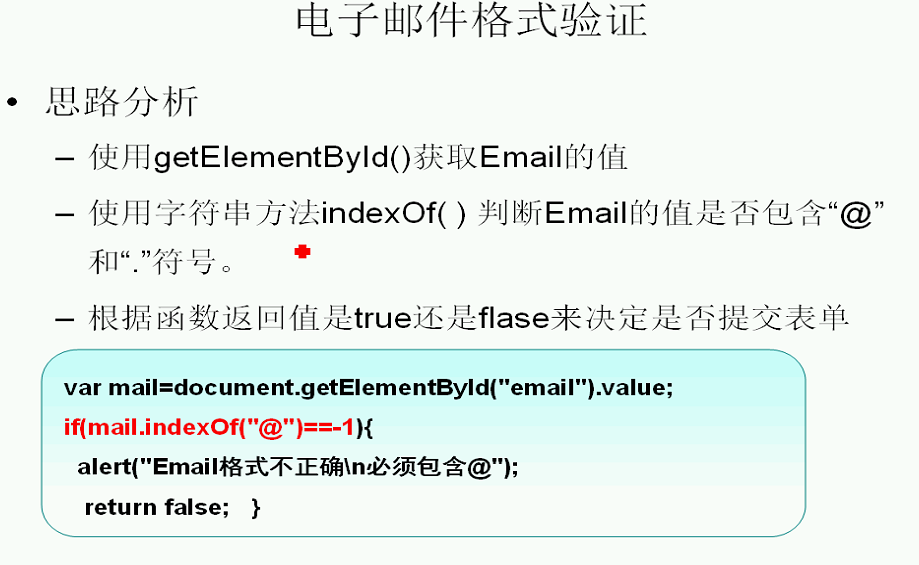 电子邮件格式验证
• 思路分析
– 使用getElementById()获取Email的值
– 使用字符串方法indexOf( ) 判断Email的值是否包含“@”
和“.”符号。
– 根据函数返回值是true还是flase来决定是否提交表单
var mail=document.getElementById("email").value;
if(mail.indexOf("@")==-1){
alert("Email格式不正确\n必须包含@");
return false; }